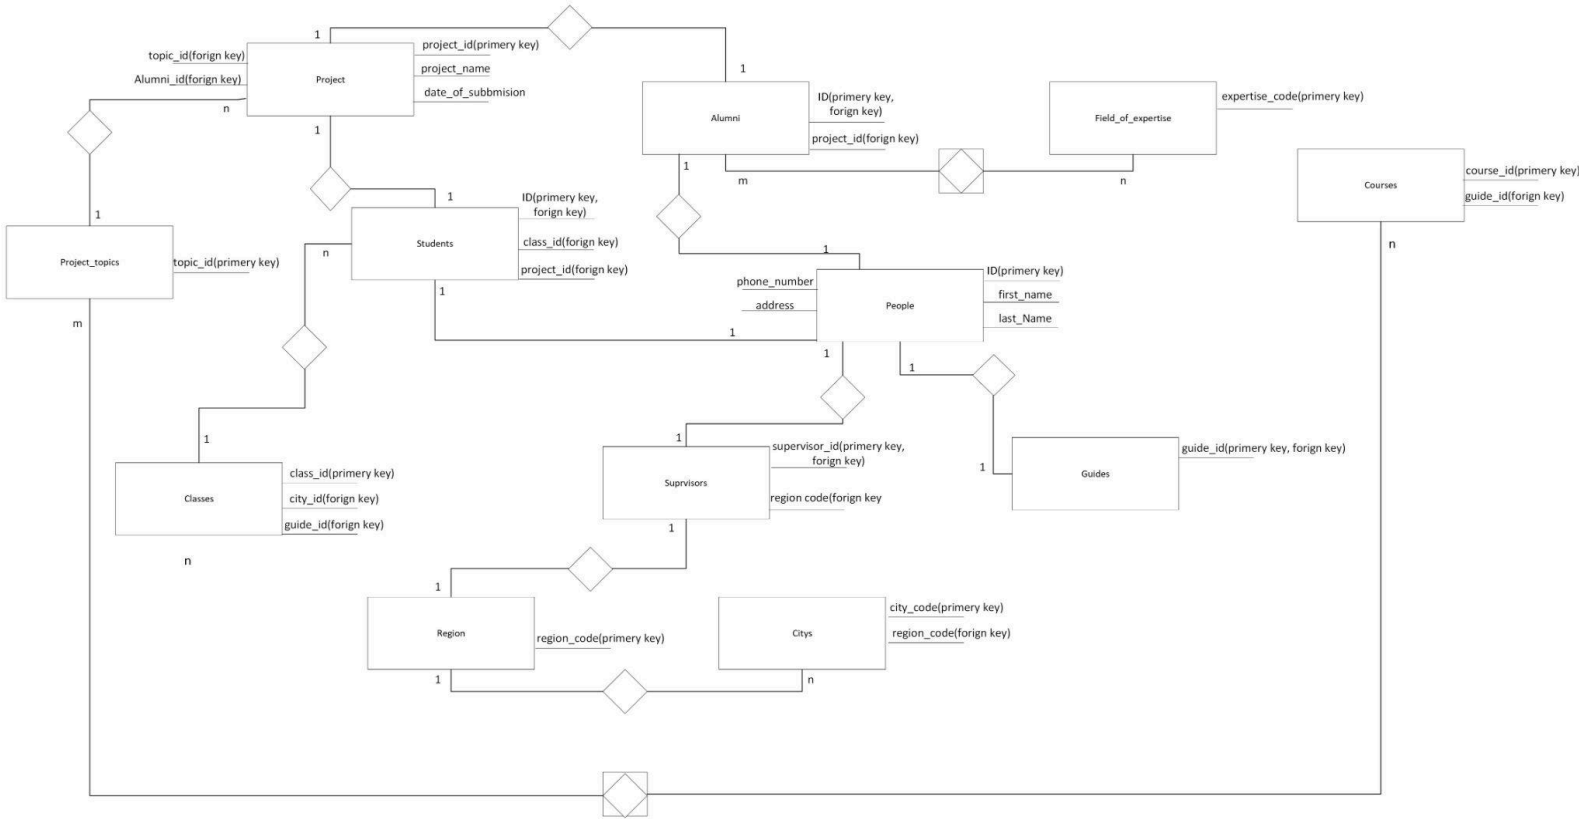 1
project_id(primery key)
topic_id(forign key)
Project
project_name
Alumni_id(forign key)
date_of_subbmision
n
1
1
ID(primery key,
forign key)
Alumni
project_id(forign key)
1
m
expertise_code(primery key)
Field_of_expertise
n
course_id(primery key)
Courses
guide_id(forign key)
n
1
ID(primery key,
forign key)
Students
class_id(forign key)
n
project_id(forign key)
1
1
Project_topics
topic_id(primery key)
m
1
ID(primery key)
phone_number
first_name
address
People
last_Name
1
1
1
1
class_id(primery key)
Classes
city_id(forign key)
guide_id(forign key)
n
1
supervisor_id(primery key,
forign key)
Suprvisors
region code(forign key
1
guide_id(primery key, forign key)
1
Guides
1
Region
region_code(primery key)
1
city_code(primery key)
Citys
region_code(forign key)
n